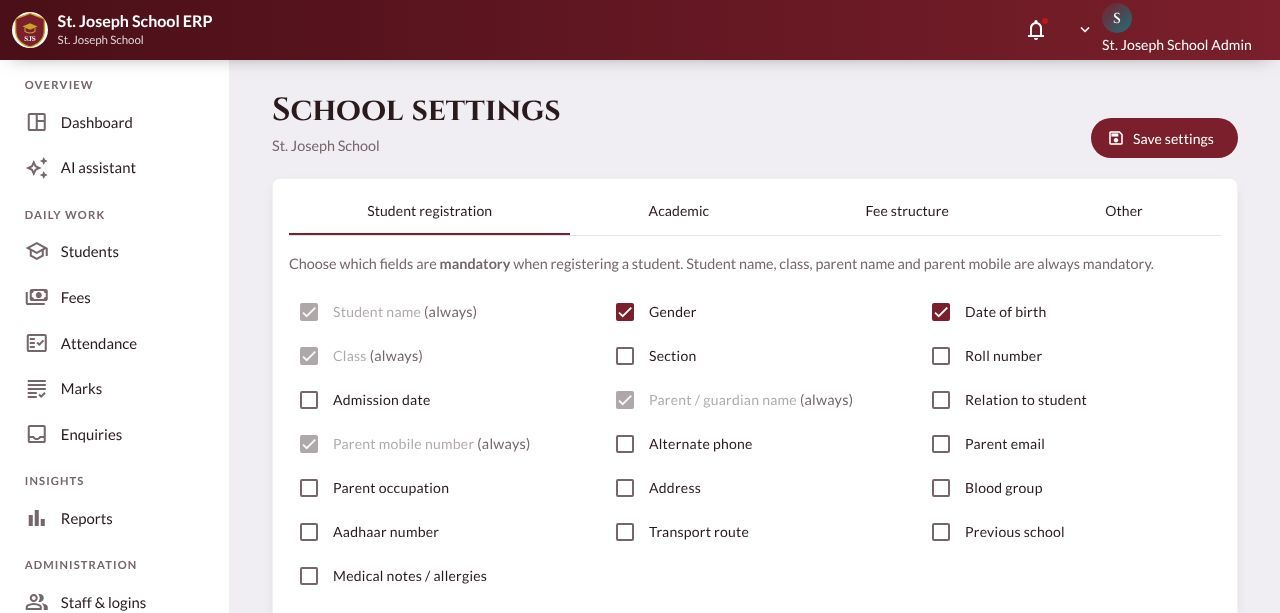 SJS
St. Joseph School ERP
St. Joseph School
S
St. Joseph School Admin
OVERVIEW
Dashboard
AI assistant
DAILY WORK
Students
Fees
Attendance
Marks
Enquiries
INSIGHTS
Reports
ADMINISTRATION
Staff & logins
School settings
St. Joseph School
Save settings
Student registration Academic Fee structure Other
Choose which fields are mandatory when registering a student. Student name, class, parent name and parent mobile are always mandatory.
Student name (always) Gender Date of birth
Class (always) Section Roll number
Admission date Parent / guardian name (always) Relation to student
Parent mobile number (always) Alternate phone Parent email
Parent occupation Address Blood group
Aadhaar number Transport route Previous school
Medical notes / allergies